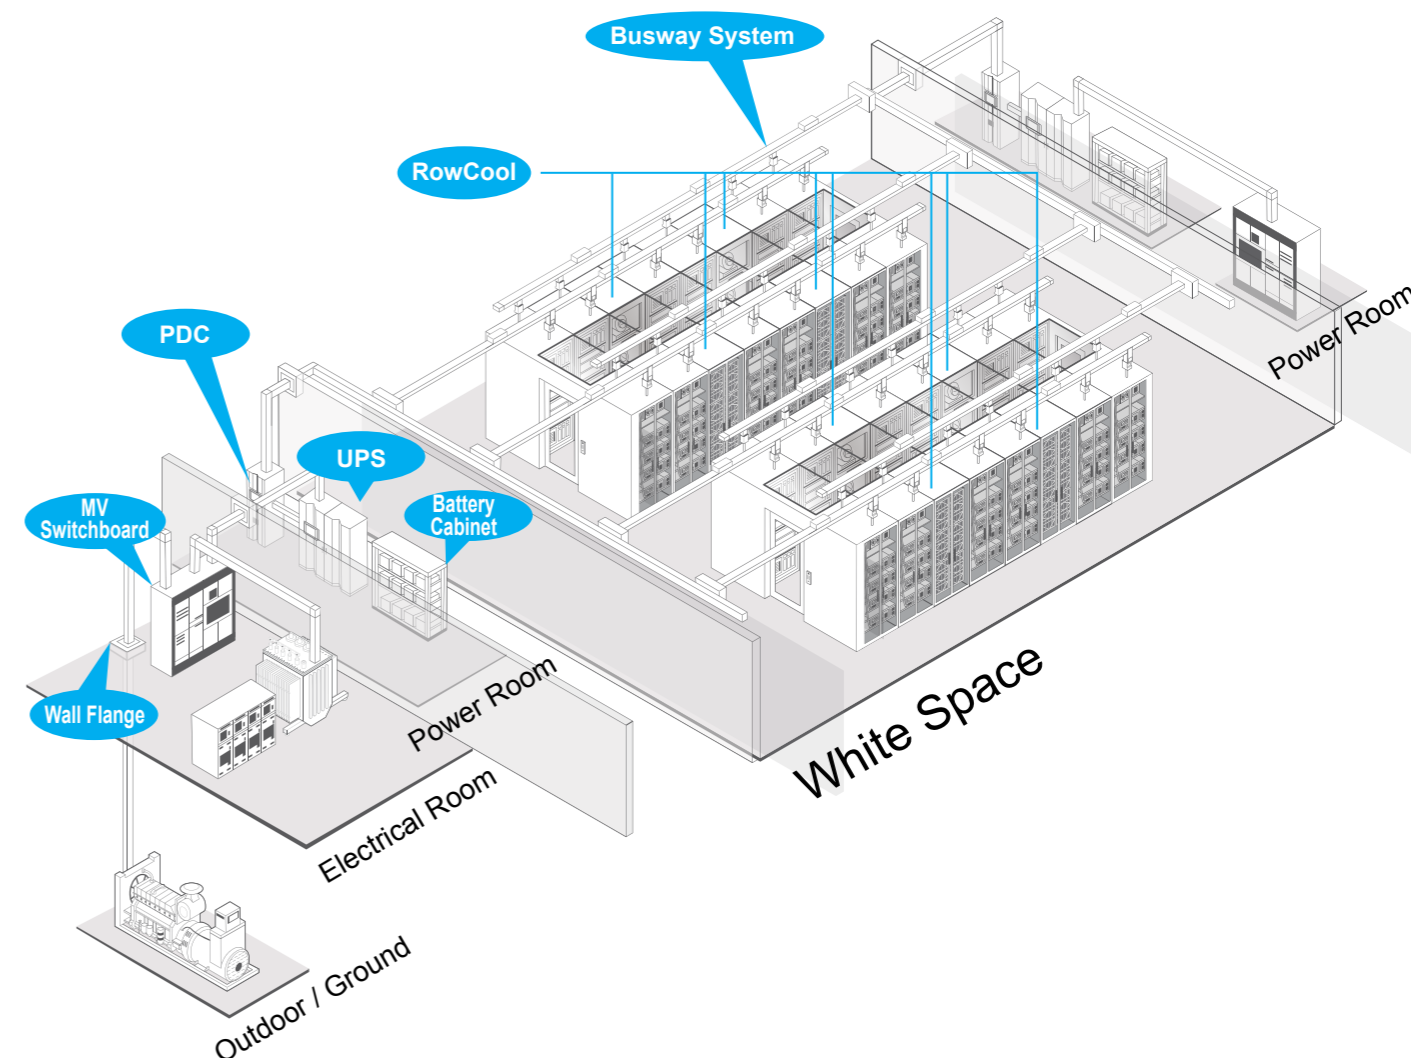 Busway System
RowCool
PDC
UPS
MV
Switchboard
Battery
Cabinet
Wall Flange
Power Room
Power Room
Electrical Room
White Space
Outdoor / Ground